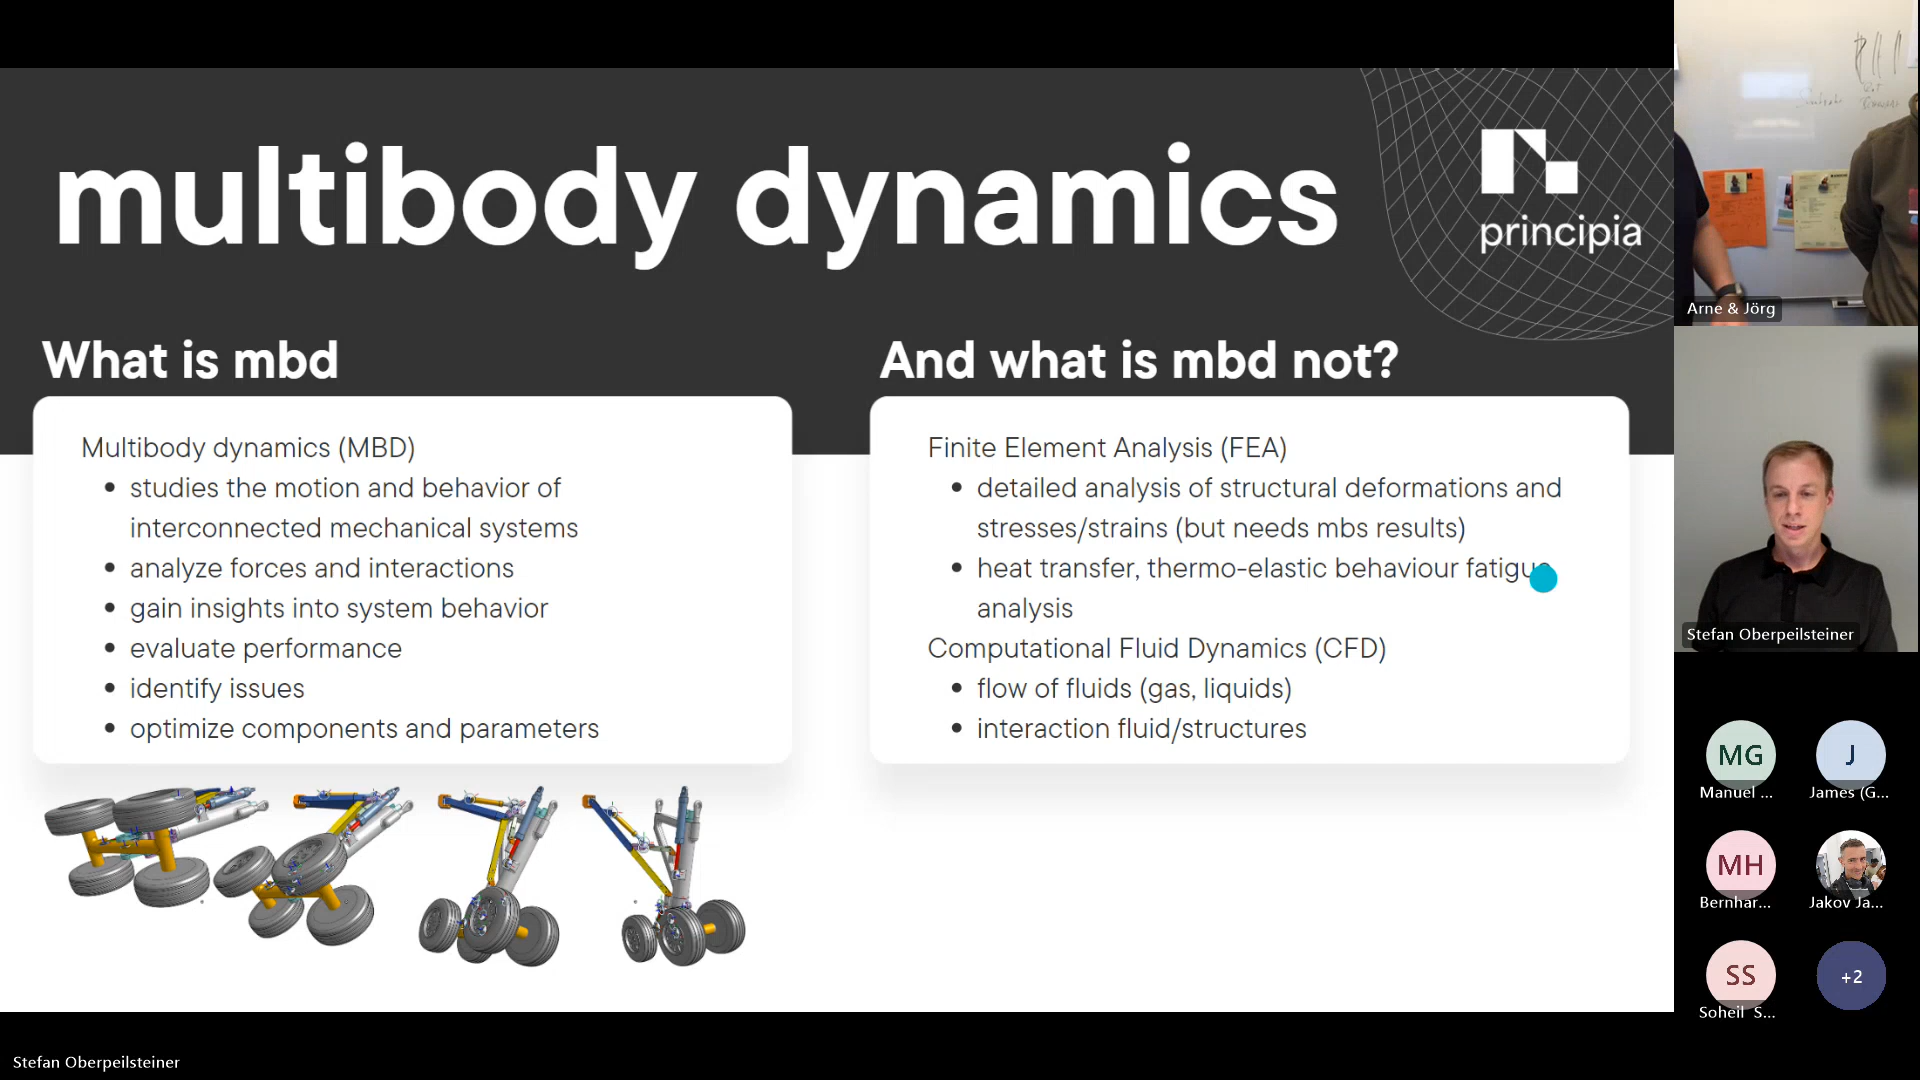 multibody dynamics
principia
What is mbd
And what is mbd not?
Multibody dynamics (MBD)
• studies the motion and behavior of
interconnected mechanical systems
• analyze forces and interactions
• gain insights into system behavior
• evaluate performance
• identify issues
• optimize components and parameters
Finite Element Analysis (FEA)
• detailed analysis of structural deformations and
stresses/strains (but needs mbs results)
• heat transfer, thermo-elastic behaviour fatigue
analysis
Computational Fluid Dynamics (CFD)
• flow of fluids (gas, liquids)
• interaction fluid/structures
Arne & Jörg
Stefan Oberpeilsteiner
MG
Manuel ...
J
James (G...
MH
Bernhar...
Jakov Ja...
SS
Soheil S...
+2
Stefan Oberpeilsteiner